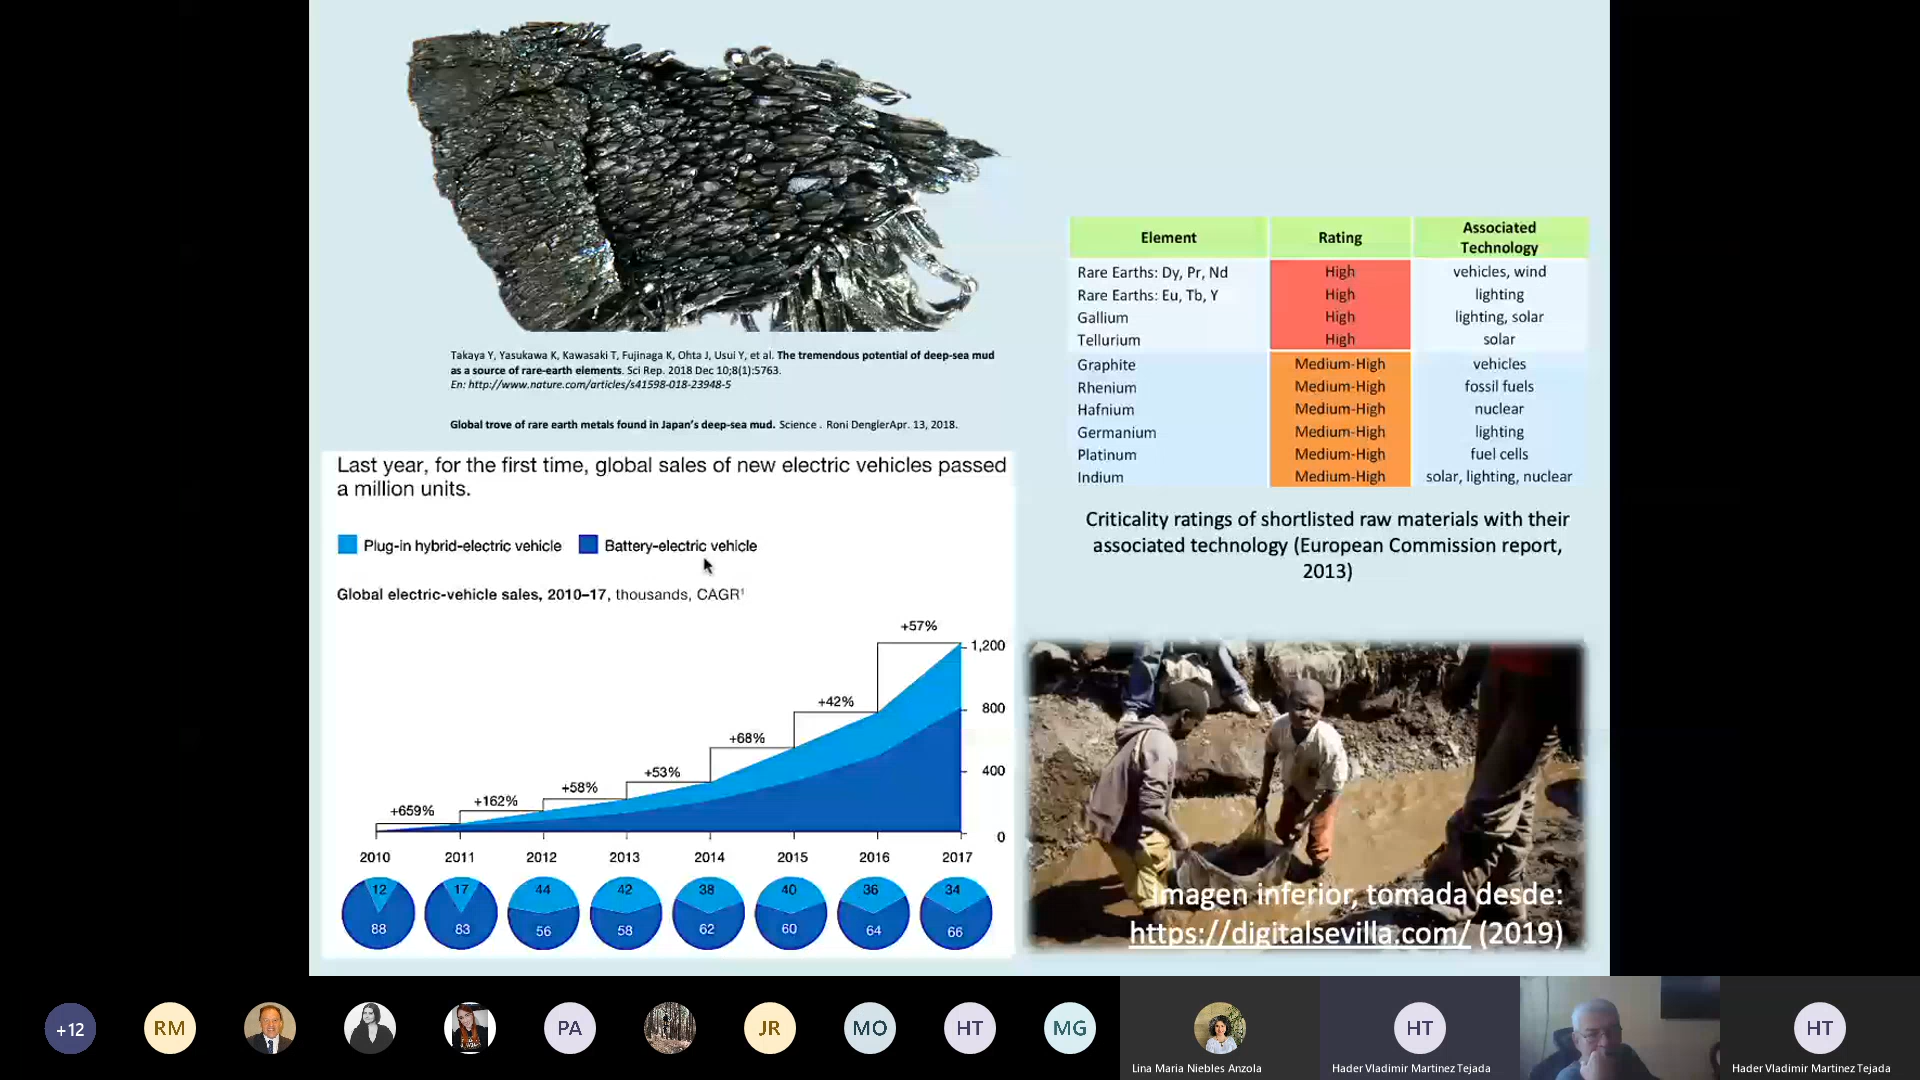 Takaya Y, Yasukawa K, Kawasaki T, Fujinaga K, Ohta J, Usui Y, et al. The tremendous potential of deep-sea mud
as a source of rare-earth elements. Sci Rep. 2018 Dec 10;8(1):5763.
En: http://www.nature.com/articles/s41598-018-23948-5
Global trove of rare earth metals found in Japan's deep-sea mud. Science . Roni DenglerApr. 13, 2018.
Element Rating Associated
Technology
Rare Earths: Dy, Pr, Nd High vehicles, wind
Rare Earths: Eu, Tb, Y High lighting
Gallium High lighting, solar
Tellurium High solar
Graphite Medium-High vehicles
Rhenium Medium-High fossil fuels
Hafnium Medium-High nuclear
Germanium Medium-High lighting
Platinum Medium-High fuel cells
Indium Medium-High solar, lighting, nuclear
Criticality ratings of shortlisted raw materials with their
associated technology (European Commission report,
2013)
Last year, for the first time, global sales of new electric vehicles passed
a million units.
Plug-in hybrid-electric vehicle Battery-electric vehicle
Global electric-vehicle sales, 2010–17, thousands, CAGR¹
+57%
1,200
+42%
800
+68%
+53%
400
+58%
+162%
+659%
0
2010 2011 2012 2013 2014 2015 2016 2017
12 17 44 42 38 40 36 34
88 83 56 58 62 60 64 66
Imagen inferior, tomada desde:
https://digitalsevilla.com/ (2019)
+12 RM PA JR MO HT MG HT HT
Lina Maria Niebles Anzola Hader Vladimir Martinez Tejada Hader Vladimir Martinez Tejada